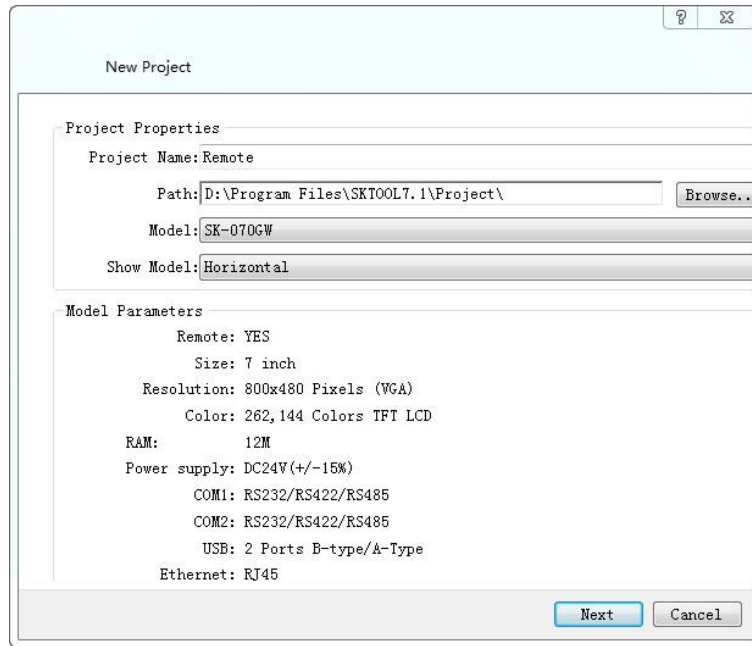 New Project
Project Properties
Project Name: Remote
Path: D:\Program Files\SKTOOL7.1\Project\ Browse..
Model: SK-070GW
Show Model: Horizontal
Model Parameters
Remote: YES
Size: 7 inch
Resolution: 800x480 Pixels (VGA)
Color: 262,144 Colors TFT LCD
RAM: 12M
Power supply: DC24V(+/-15%)
COM1: RS232/RS422/RS485
COM2: RS232/RS422/RS485
USB: 2 Ports B-type/A-Type
Ethernet: RJ45
Next Cancel